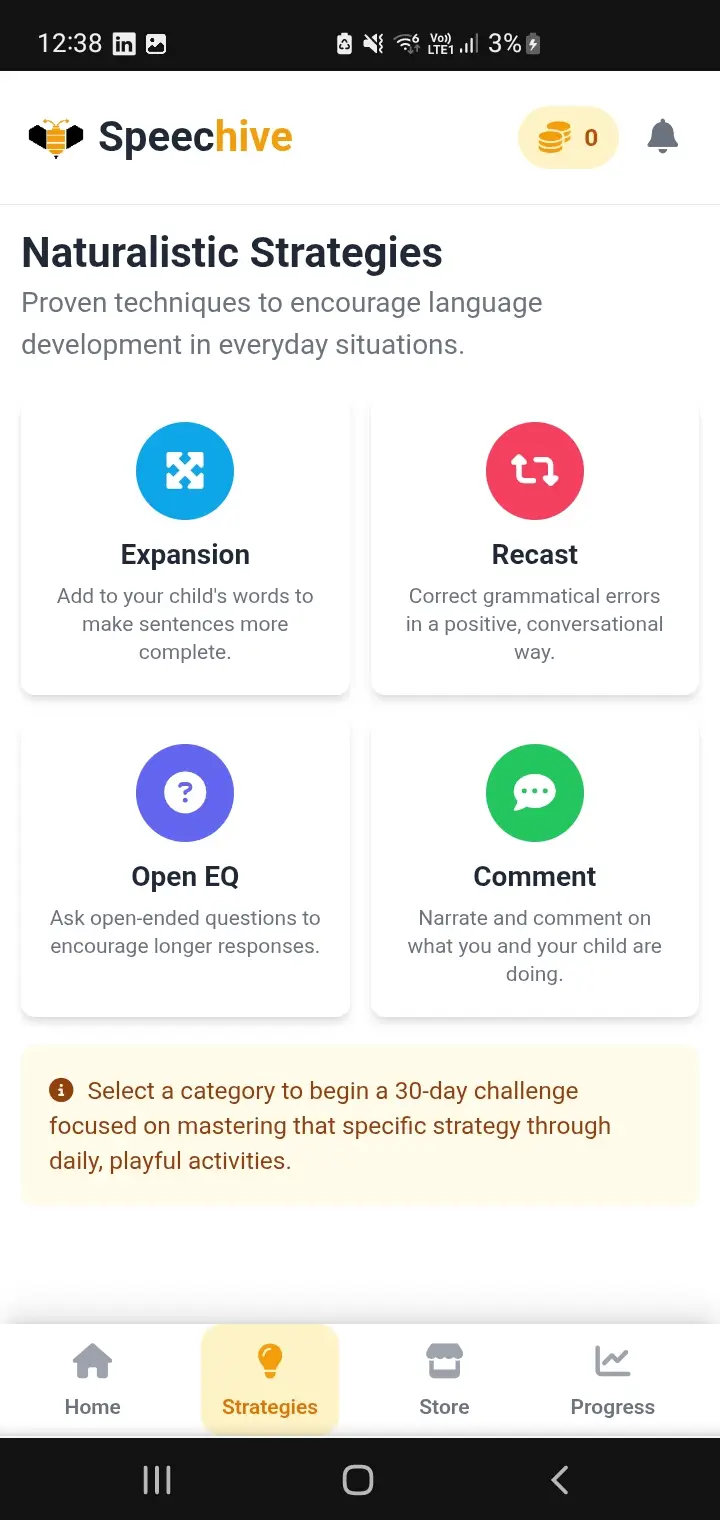 12:38
Vo)) LTE1 3%
Speechive
0
Naturalistic Strategies
Proven techniques to encourage language
development in everyday situations.
Expansion
Add to your child's words to
make sentences more
complete.
Recast
Correct grammatical errors
in a positive, conversational
way.
Open EQ
Ask open-ended questions to
encourage longer responses.
Comment
Narrate and comment on
what you and your child are
doing.
Select a category to begin a 30-day challenge
focused on mastering that specific strategy through
daily, playful activities.
Home
Strategies
Store
Progress